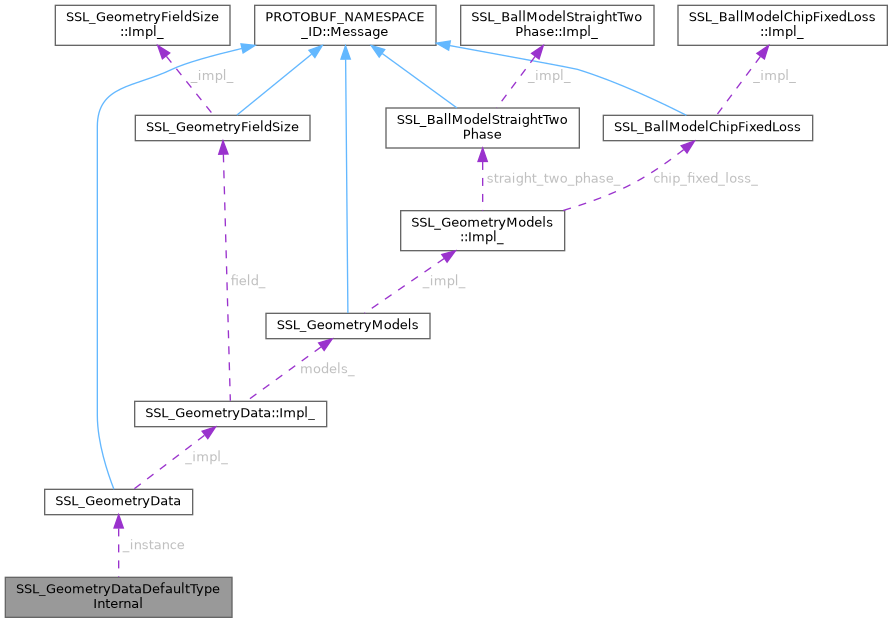 SSL_GeometryFieldSize
::Impl_
PROTOBUF_NAMESPACE
_ID::Message
SSL_BallModelStraightTwo
Phase::Impl_
SSL_BallModelChipFixedLoss
::Impl_
_impl_
_impl_
_impl_
SSL_GeometryFieldSize
SSL_BallModelStraightTwo
Phase
SSL_BallModelChipFixedLoss
straight_two_phase_
chip_fixed_loss_
SSL_GeometryModels
::Impl_
field_
_impl_
SSL_GeometryModels
models_
SSL_GeometryData::Impl_
_impl_
SSL_GeometryData
_instance
SSL_GeometryDataDefaultType
Internal